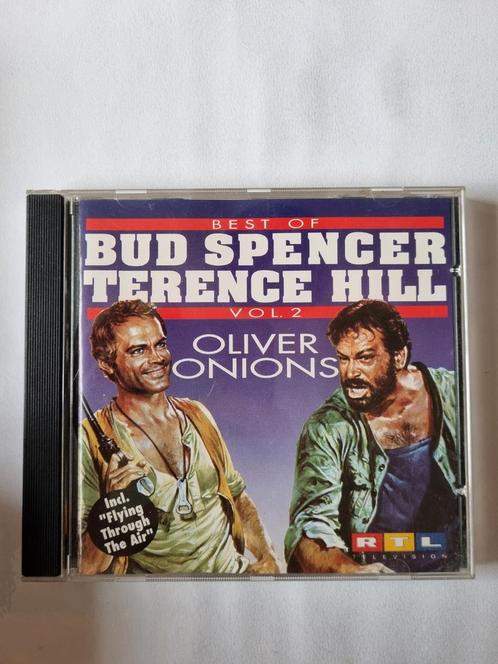 BEST OF
BUD SPENCER
TERENCE HILL
VOL. 2
OLIVER
ONIONS
Incl.
"Flying
Through
The Air"
RTL
TELEVISION